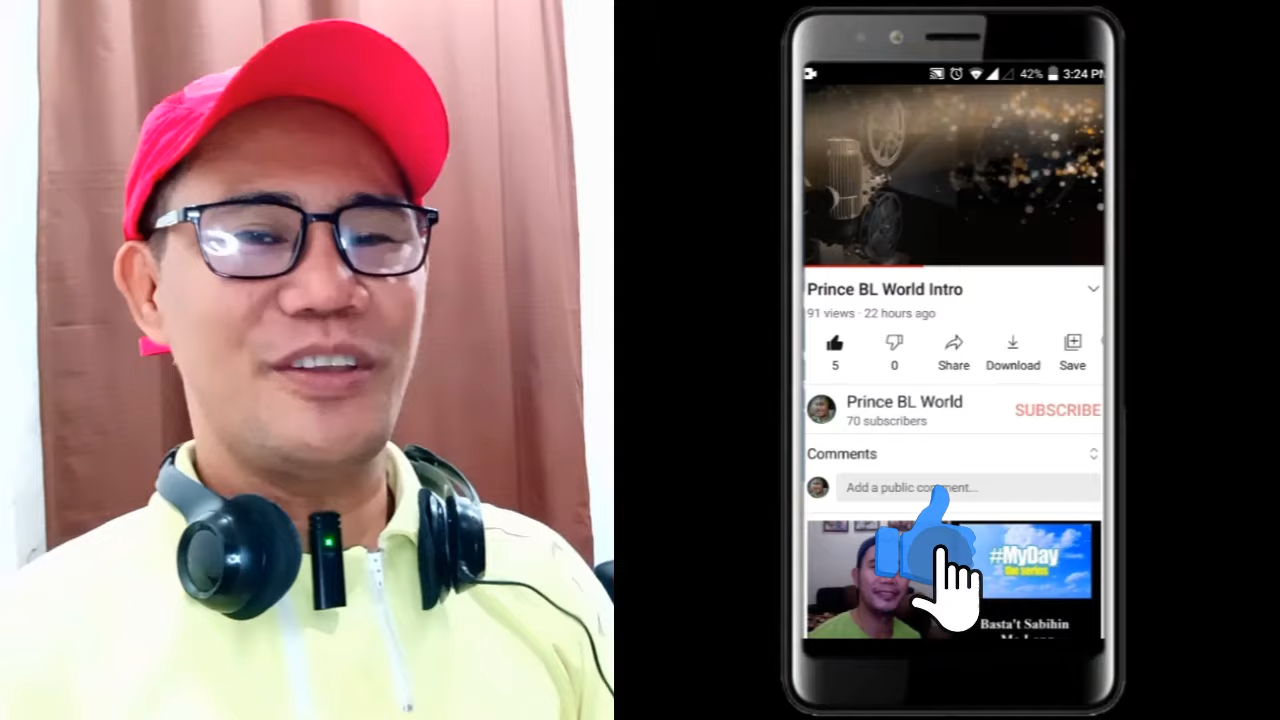 42% 3:24 PM
Prince BL World Intro
91 views · 22 hours ago
5
0
Share
Download
Save
Prince BL World
70 subscribers
SUBSCRIBE
Comments
Add a public comment...
#MyDay
the series
Basta't Sabihin